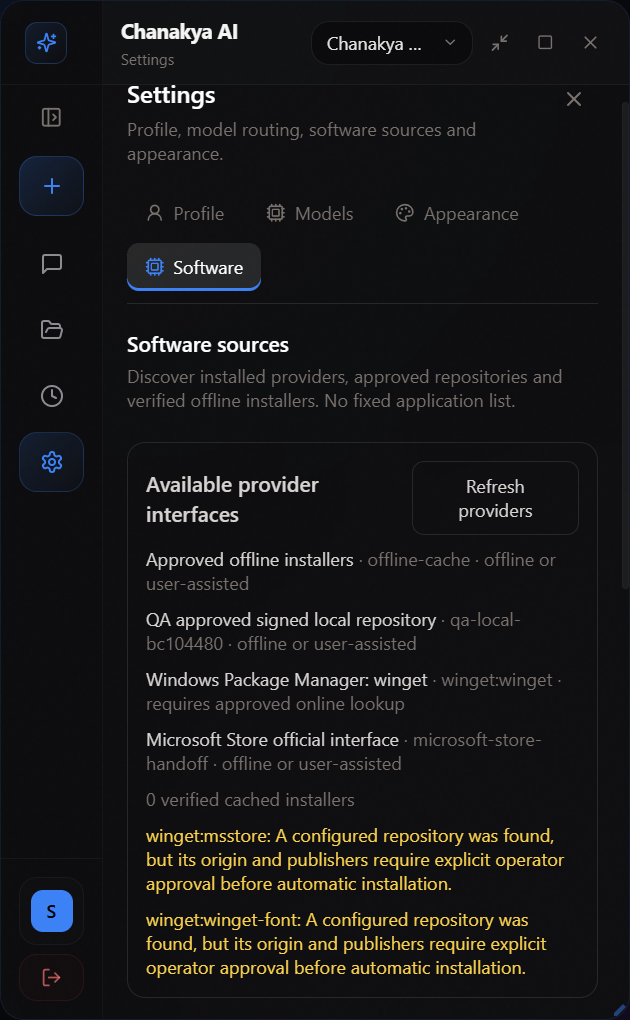 Chanakya AI
Settings
Chanakya ...
Settings
Profile, model routing, software sources and
appearance.
Profile
Models
Appearance
Software
Software sources
Discover installed providers, approved repositories and
verified offline installers. No fixed application list.
Available provider
interfaces
Refresh
providers
Approved offline installers · offline-cache · offline or
user-assisted
QA approved signed local repository · qa-local-
bc104480 · offline or user-assisted
Windows Package Manager: winget · winget:winget ·
requires approved online lookup
Microsoft Store official interface · microsoft-store-
handoff · offline or user-assisted
0 verified cached installers
winget:msstore: A configured repository was found,
but its origin and publishers require explicit operator
approval before automatic installation.
winget:winget-font: A configured repository was
found, but its origin and publishers require explicit
operator approval before automatic installation.
S